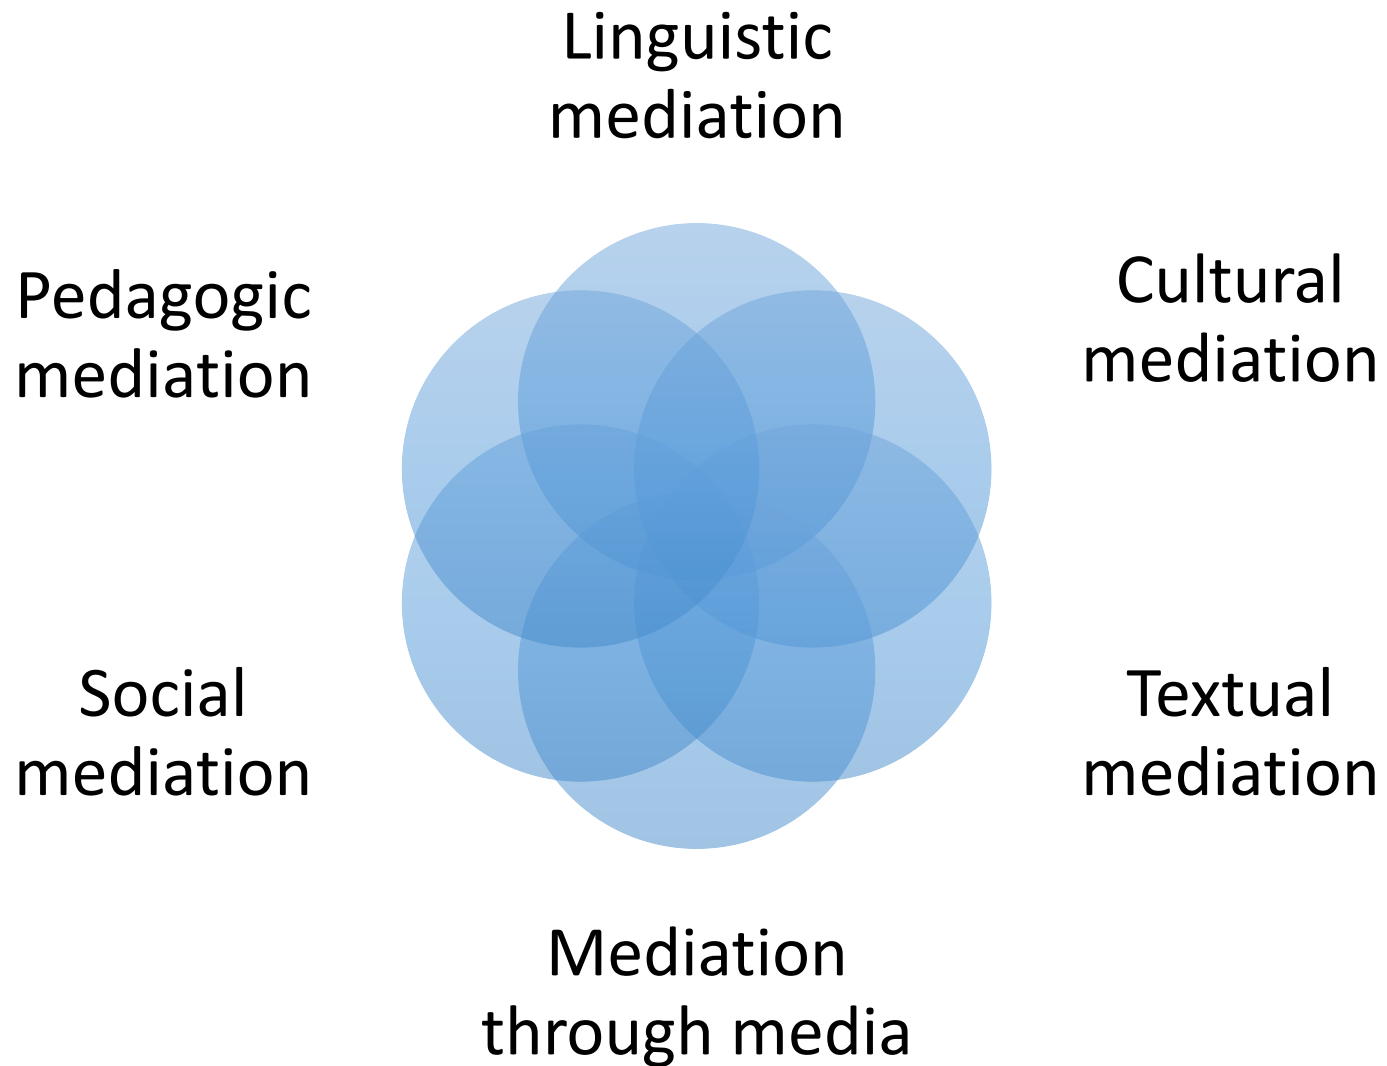 Linguistic
mediation
Pedagogic
mediation
Cultural
mediation
Social
mediation
Textual
mediation
Mediation
through media